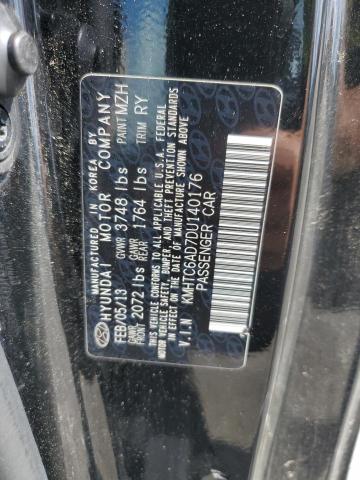 MANUFACTURED IN KOREA BY
HYUNDAI MOTOR COMPANY
FEB/05/13 GVWR 3748 lbs PAINT MZH
GAWR FRONT 2072 lbs GAWR REAR 1764 lbs TRIM RY
THIS VEHICLE CONFORMS TO ALL APPLICABLE U.S.A. FEDERAL
MOTOR VEHICLE SAFETY, BUMPER, AND THEFT PREVENTION STANDARDS
IN EFFECT ON THE DATE OF MANUFACTURE SHOWN ABOVE
V.I.N KMHTC6AD7DU140176
PASSENGER CAR